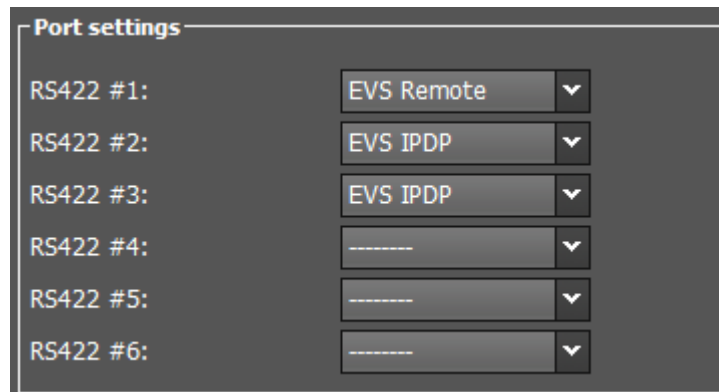 Port settings
RS422 #1: EVS Remote
RS422 #2: EVS IPDP
RS422 #3: EVS IPDP
RS422 #4: --------
RS422 #5: --------
RS422 #6: --------